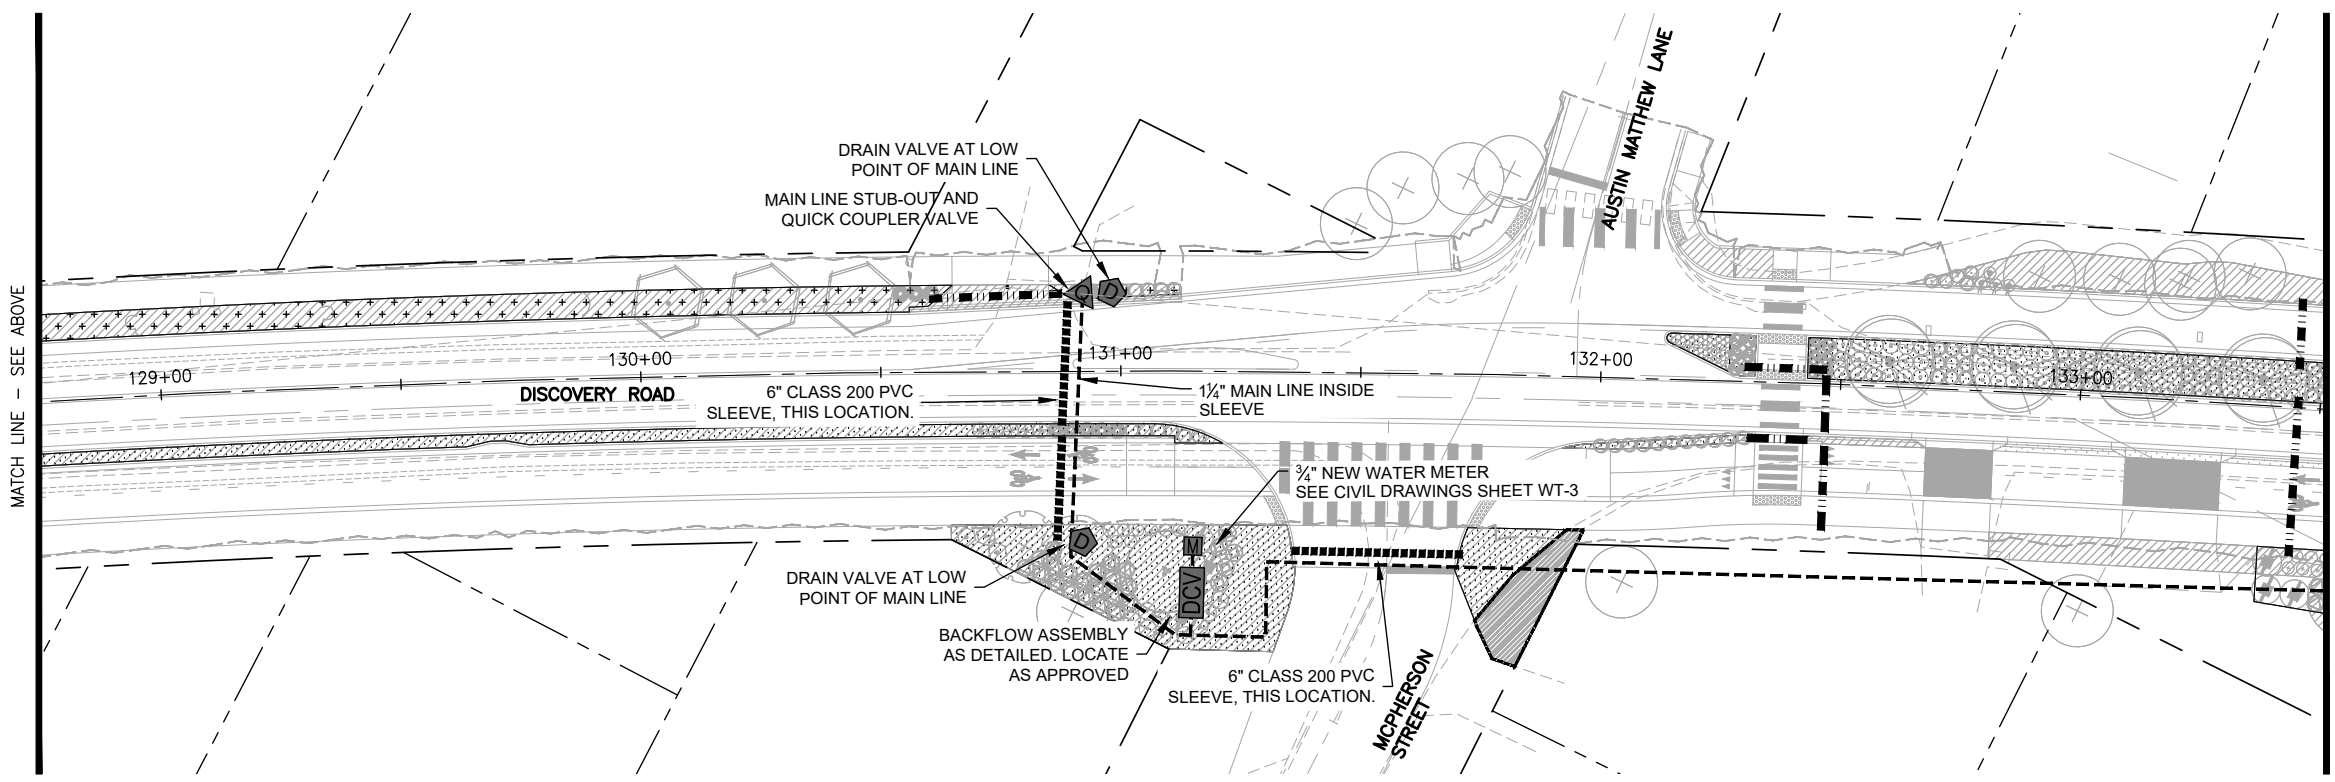 MATCH LINE - SEE ABOVE
AUSTIN MATTHEW LANE
DRAIN VALVE AT LOW
POINT OF MAIN LINE
MAIN LINE STUB-OUT AND
QUICK COUPLER VALVE
Q
D
129+00
130+00
131+00
132+00
133+00
DISCOVERY ROAD
6" CLASS 200 PVC
SLEEVE, THIS LOCATION.
1¼" MAIN LINE INSIDE
SLEEVE
¾" NEW WATER METER
SEE CIVIL DRAWINGS SHEET WT-3
D
M
DCV
DRAIN VALVE AT LOW
POINT OF MAIN LINE
BACKFLOW ASSEMBLY
AS DETAILED. LOCATE
AS APPROVED
6" CLASS 200 PVC
SLEEVE, THIS LOCATION.
MCPHERSON
STREET